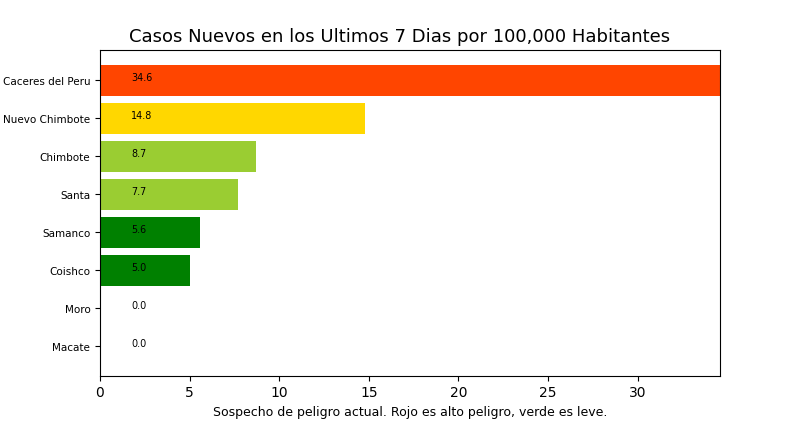 Casos Nuevos en los Ultimos 7 Dias por 100,000 Habitantes
Caceres del Peru 34.6
Nuevo Chimbote 14.8
Chimbote 8.7
Santa 7.7
Samanco 5.6
Coishco 5.0
Moro 0.0
Macate 0.0
0 5 10 15 20 25 30
Sospecho de peligro actual. Rojo es alto peligro, verde es leve.